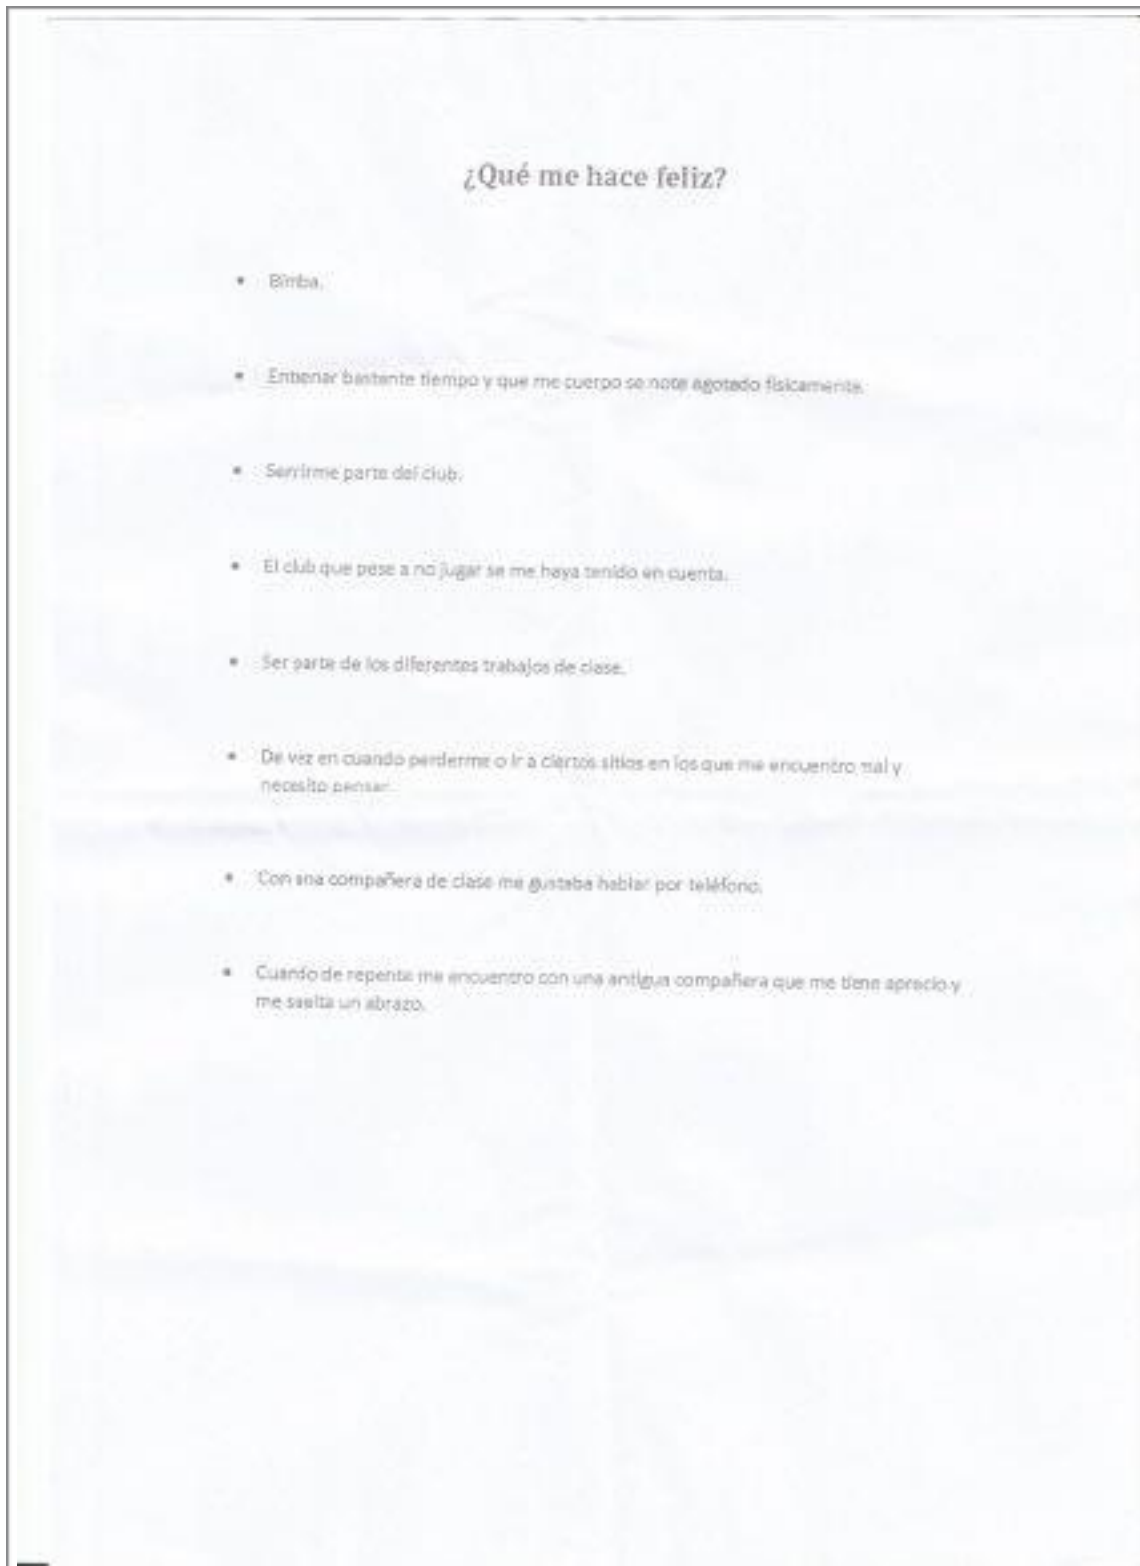 ¿Qué me hace feliz?
• Bimba.
• Entrenar bastante tiempo y que me cuerpo se note agotado físicamente.
• Sentirme parte del club.
• El club que pese a no jugar se me haya tenido en cuenta.
• Ser parte de los diferentes trabajos de clase.
• De vez en cuando perderme o ir a ciertos sitios en los que me encuentro mal y
necesito pensar.
• Con una compañera de clase me gustaba hablar por teléfono.
• Cuando de repente me encuentro con una antigua compañera que me tiene aprecio y
me suelta un abrazo.